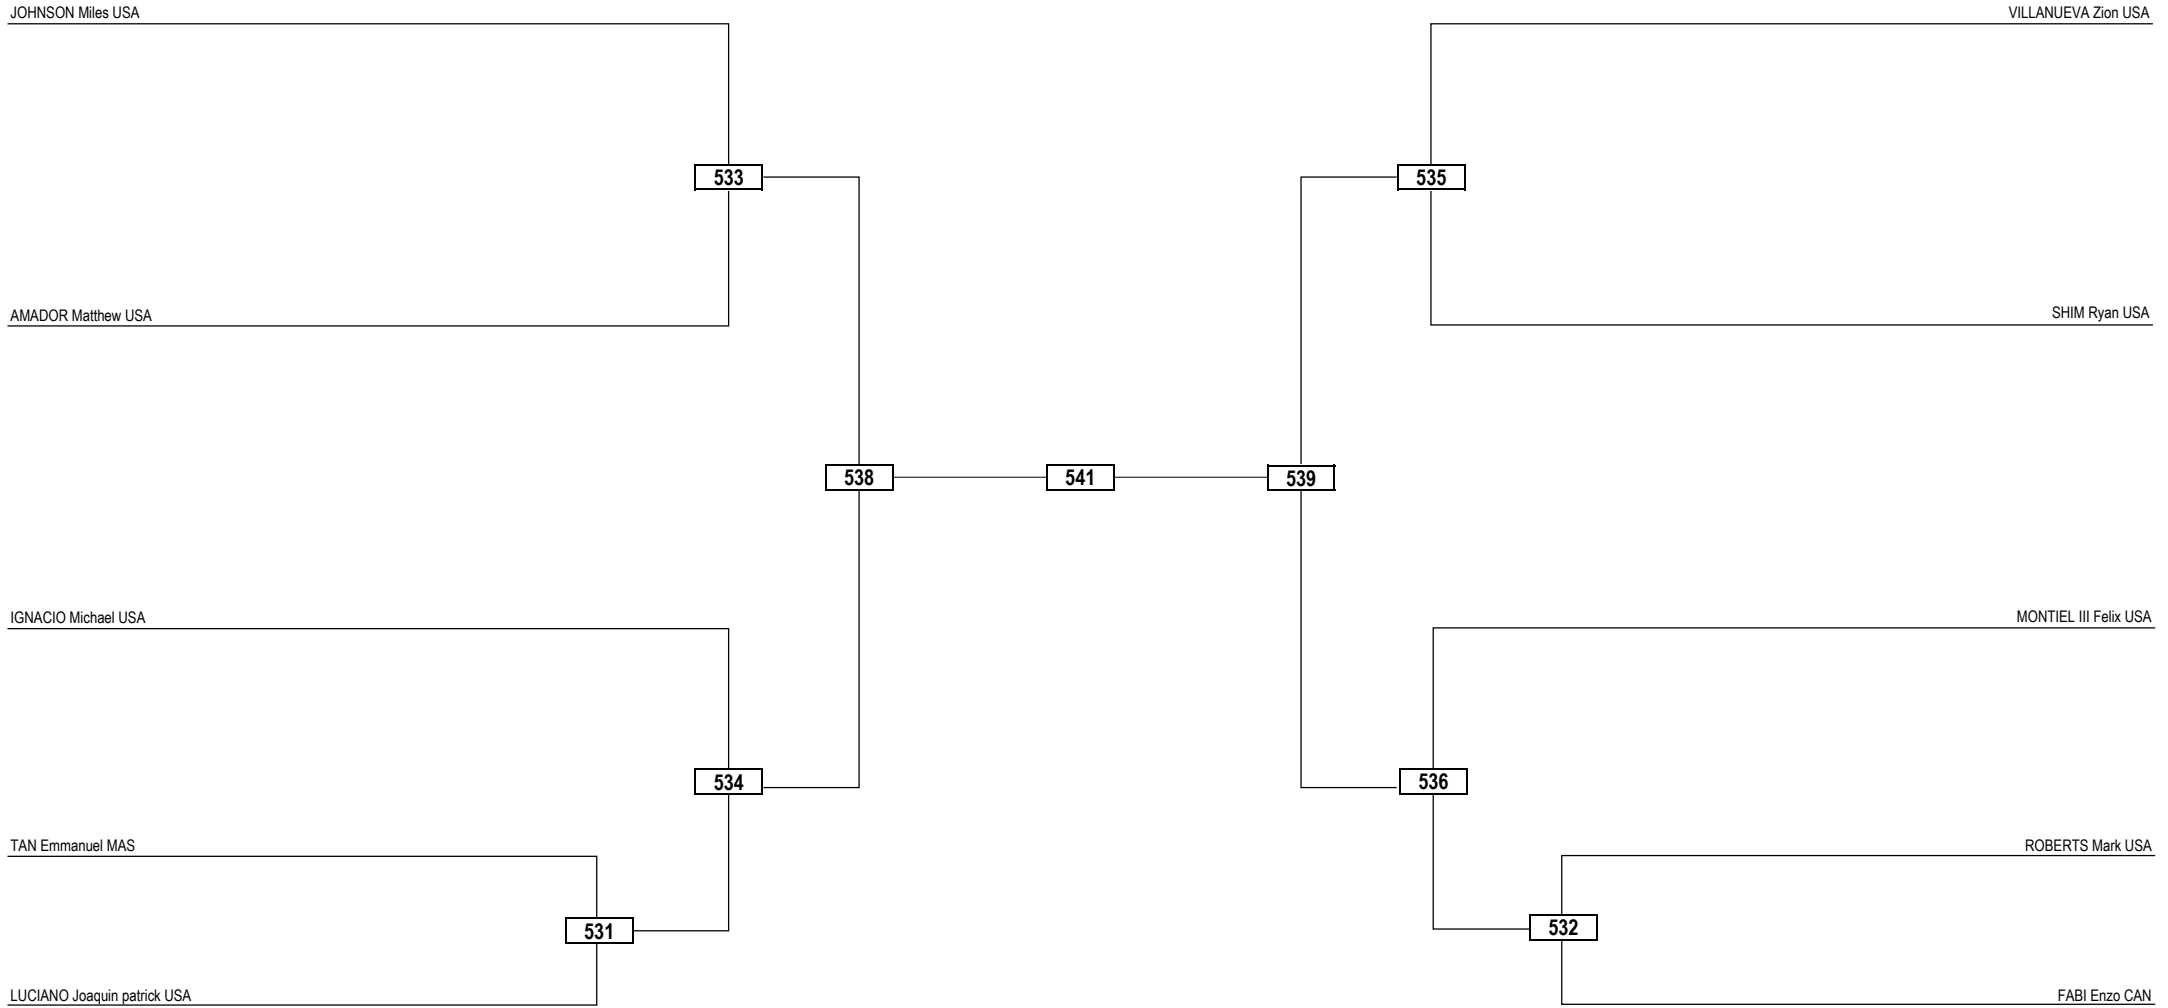 JOHNSON Miles USA
VILLANUEVA Zion USA
533
535
AMADOR Matthew USA
SHIM Ryan USA
538
541
539
IGNACIO Michael USA
MONTIEL III Felix USA
534
536
TAN Emmanuel MAS
ROBERTS Mark USA
531
532
LUCIANO Joaquin patrick USA
FABI Enzo CAN